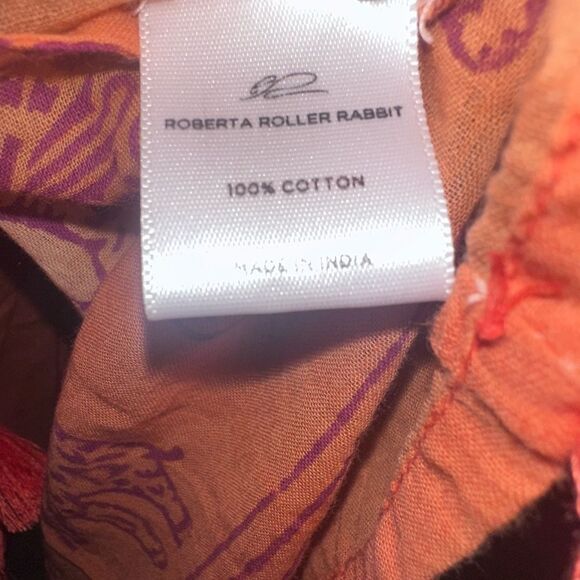 ROBERTA ROLLER RABBIT
100% COTTON
MADE IN INDIA